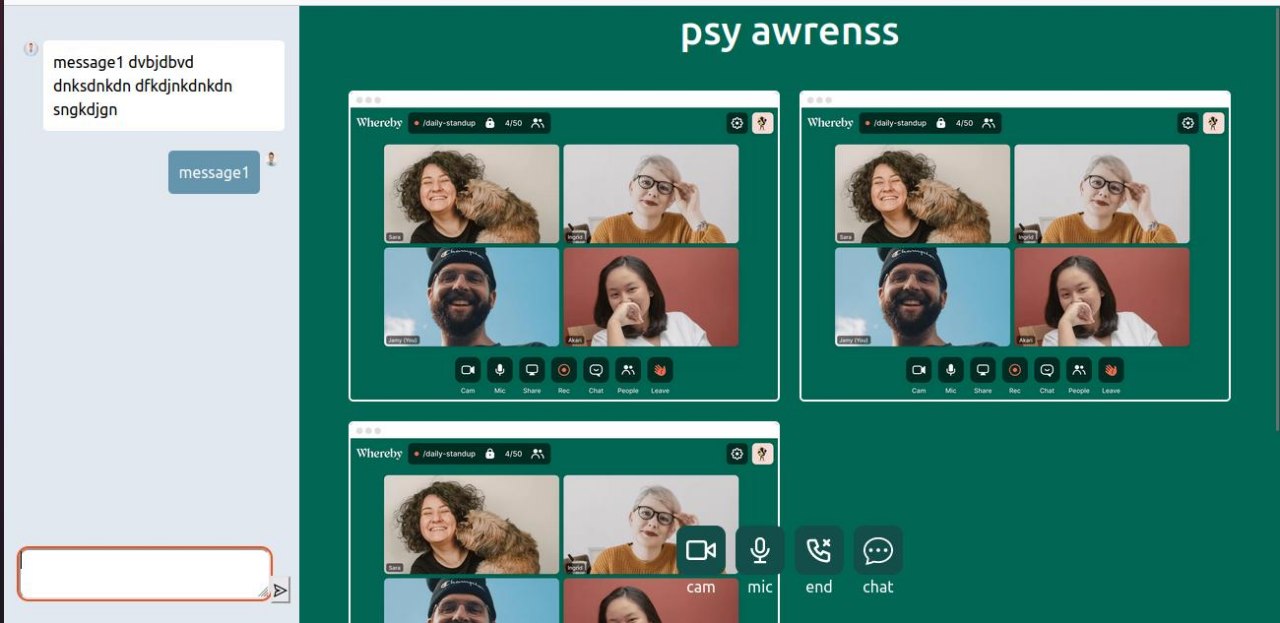 psy awrenss
message1 dvbjdbvd
dnksdnkdn dfkdjnkdnkdn
sngkdjgn
message1
Whereby /daily-standup 4/50
Sara
Ingrid
Jamy (You)
Akari
Cam Mic Share Rec Chat People Leave
Whereby /daily-standup 4/50
Sara
Ingrid
Champion
Jamy (You)
Akari
Cam Mic Share Rec Chat People Leave
Whereby /daily-standup 4/50
Sara
Ingrid
cam mic end chat